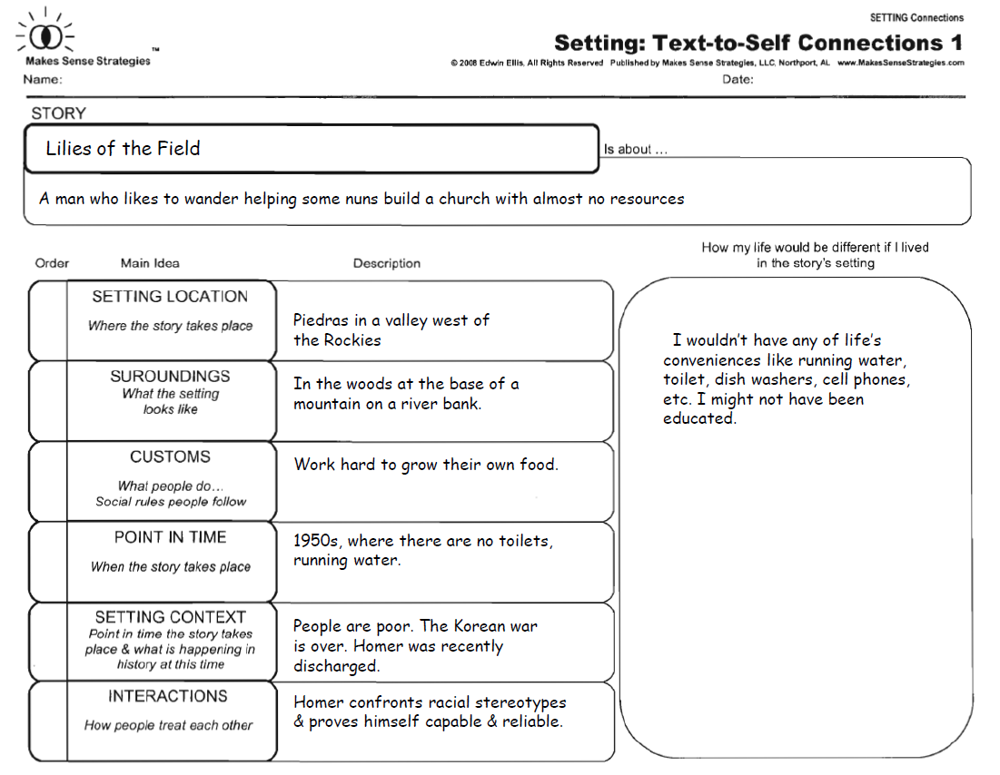 SETTING Connections
Setting: Text-to-Self Connections 1
Makes Sense Strategies ™
© 2008 Edwin Ellis, All Rights Reserved Published by Makes Sense Strategies, LLC, Northport, AL www.MakesSenseStrategies.com
Name:
Date:
STORY
Lilies of the Field
Is about ...
A man who likes to wander helping some nuns build a church with almost no resources
Order
Main Idea
Description
SETTING LOCATION
Where the story takes place
Piedras in a valley west of
the Rockies
SUROUNDINGS
What the setting
looks like
In the woods at the base of a
mountain on a river bank.
CUSTOMS
What people do...
Social rules people follow
Work hard to grow their own food.
POINT IN TIME
When the story takes place
1950s, where there are no toilets,
running water.
SETTING CONTEXT
Point in time the story takes
place & what is happening in
history at this time
People are poor. The Korean war
is over. Homer was recently
discharged.
INTERACTIONS
How people treat each other
Homer confronts racial stereotypes
& proves himself capable & reliable.
How my life would be different if I lived
in the story's setting
I wouldn't have any of life's
conveniences like running water,
toilet, dish washers, cell phones,
etc. I might not have been
educated.